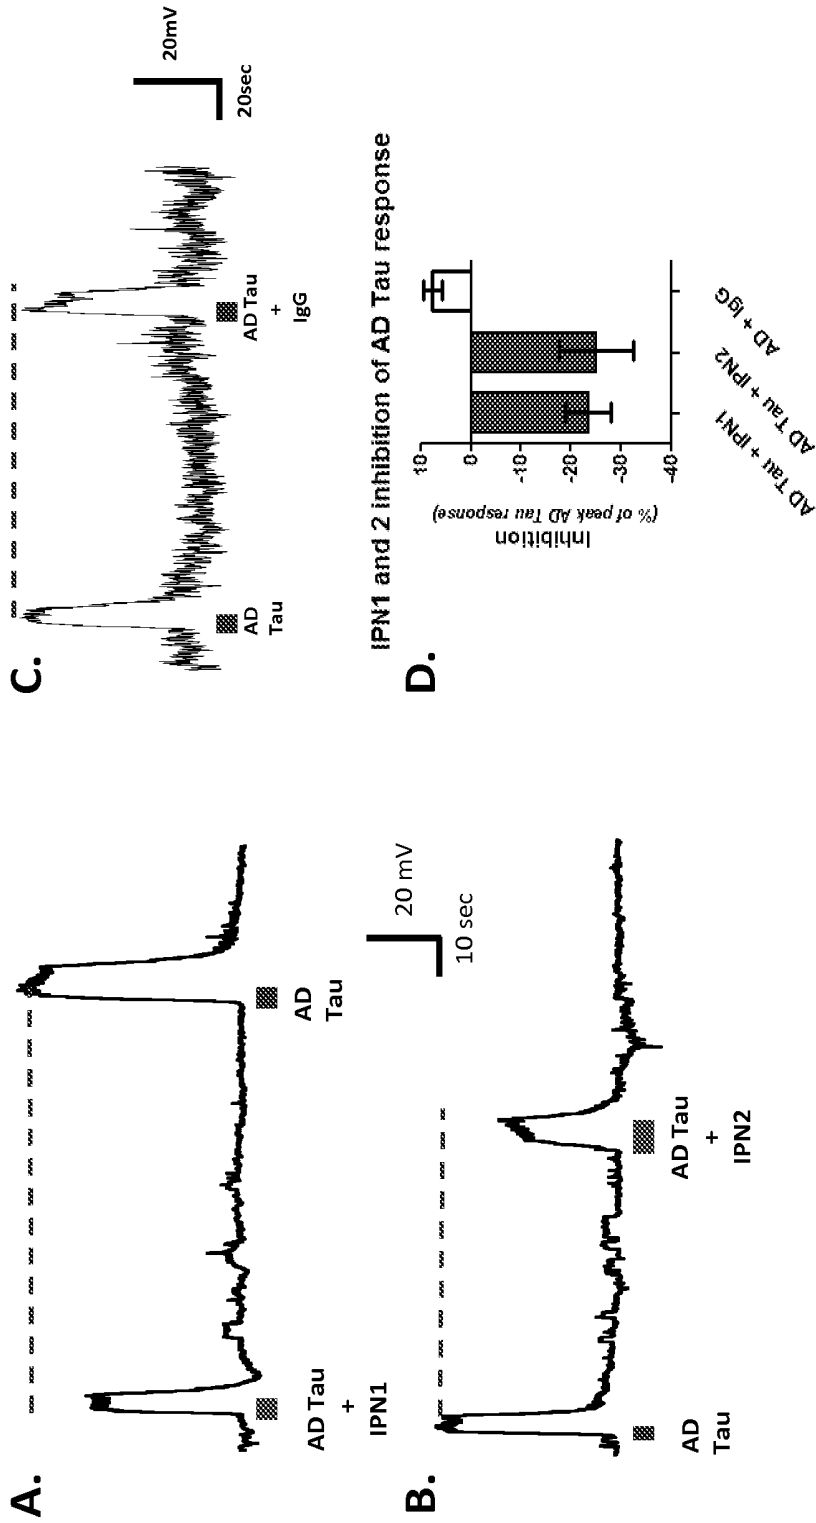 A.
AD Tau
+
IPN1
AD
Tau
20 mV
10 sec
B.
AD
Tau
AD Tau
+
IPN2
C.
AD
Tau
AD Tau
+
IgG
20mV
20sec
D.
IPN1 and 2 inhibition of AD Tau response
Inhibition
(% of peak AD Tau response)
10
0
-10
-20
-30
-40
AD Tau + IPN1
AD Tau + IPN2
AD + IgG